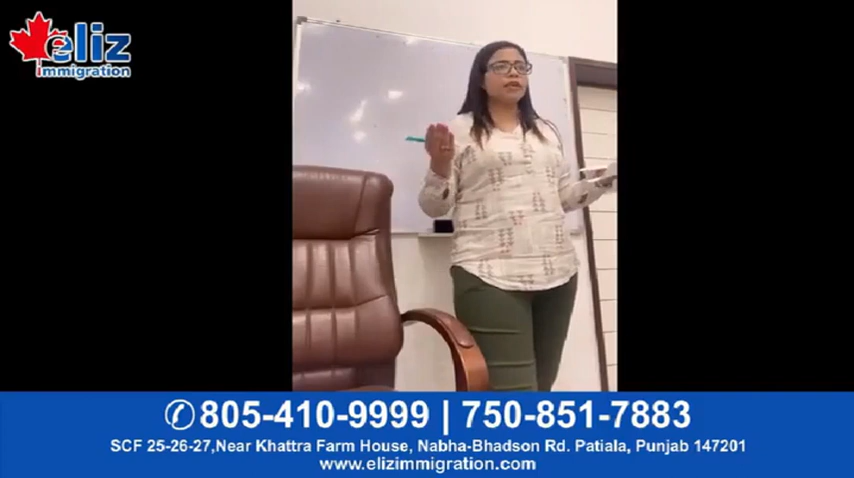 eliz
immigration
805-410-9999 | 750-851-7883
SCF 25-26-27,Near Khattra Farm House, Nabha-Bhadson Rd. Patiala, Punjab 147201
www.elizimmigration.com